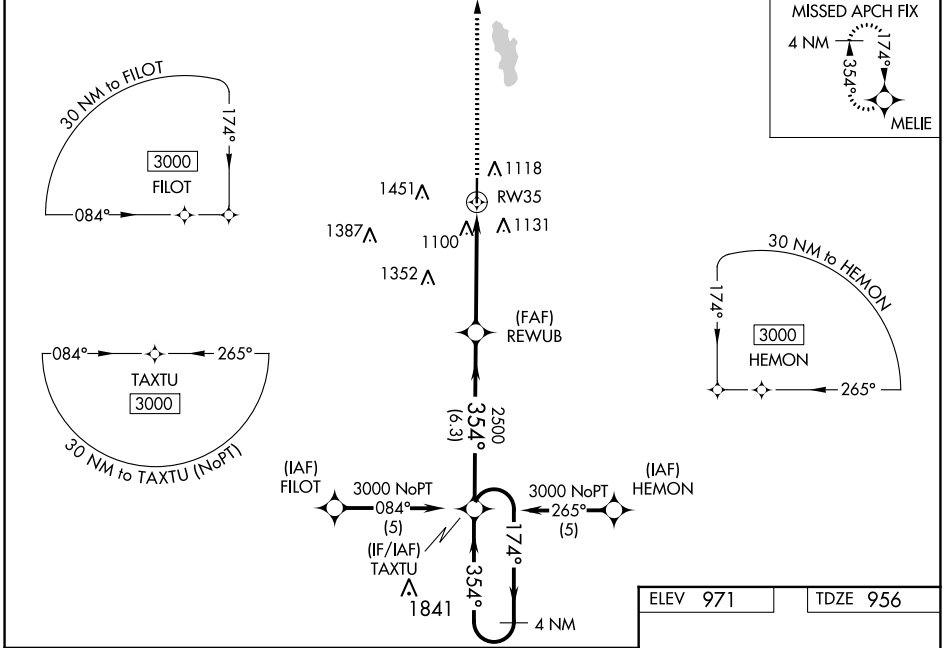 MISSED APCH FIX
4 NM
174°
354°
MELIE
30 NM to FILOT
174°
3000
FILOT
084°
1118
1451
RW35
1387
1100
1131
1352
30 NM to HEMON
174°
3000
HEMON
265°
(FAF)
REWUB
084°
265°
TAXTU
3000
30 NM to TAXTU (NoPT)
2500
354°
(6.3)
(IAF)
FILOT
3000 NoPT
084°
(5)
(IAF)
HEMON
3000 NoPT
265°
(5)
(IF/IAF)
TAXTU
174°
354°
1841
4 NM
ELEV 971
TDZE 956